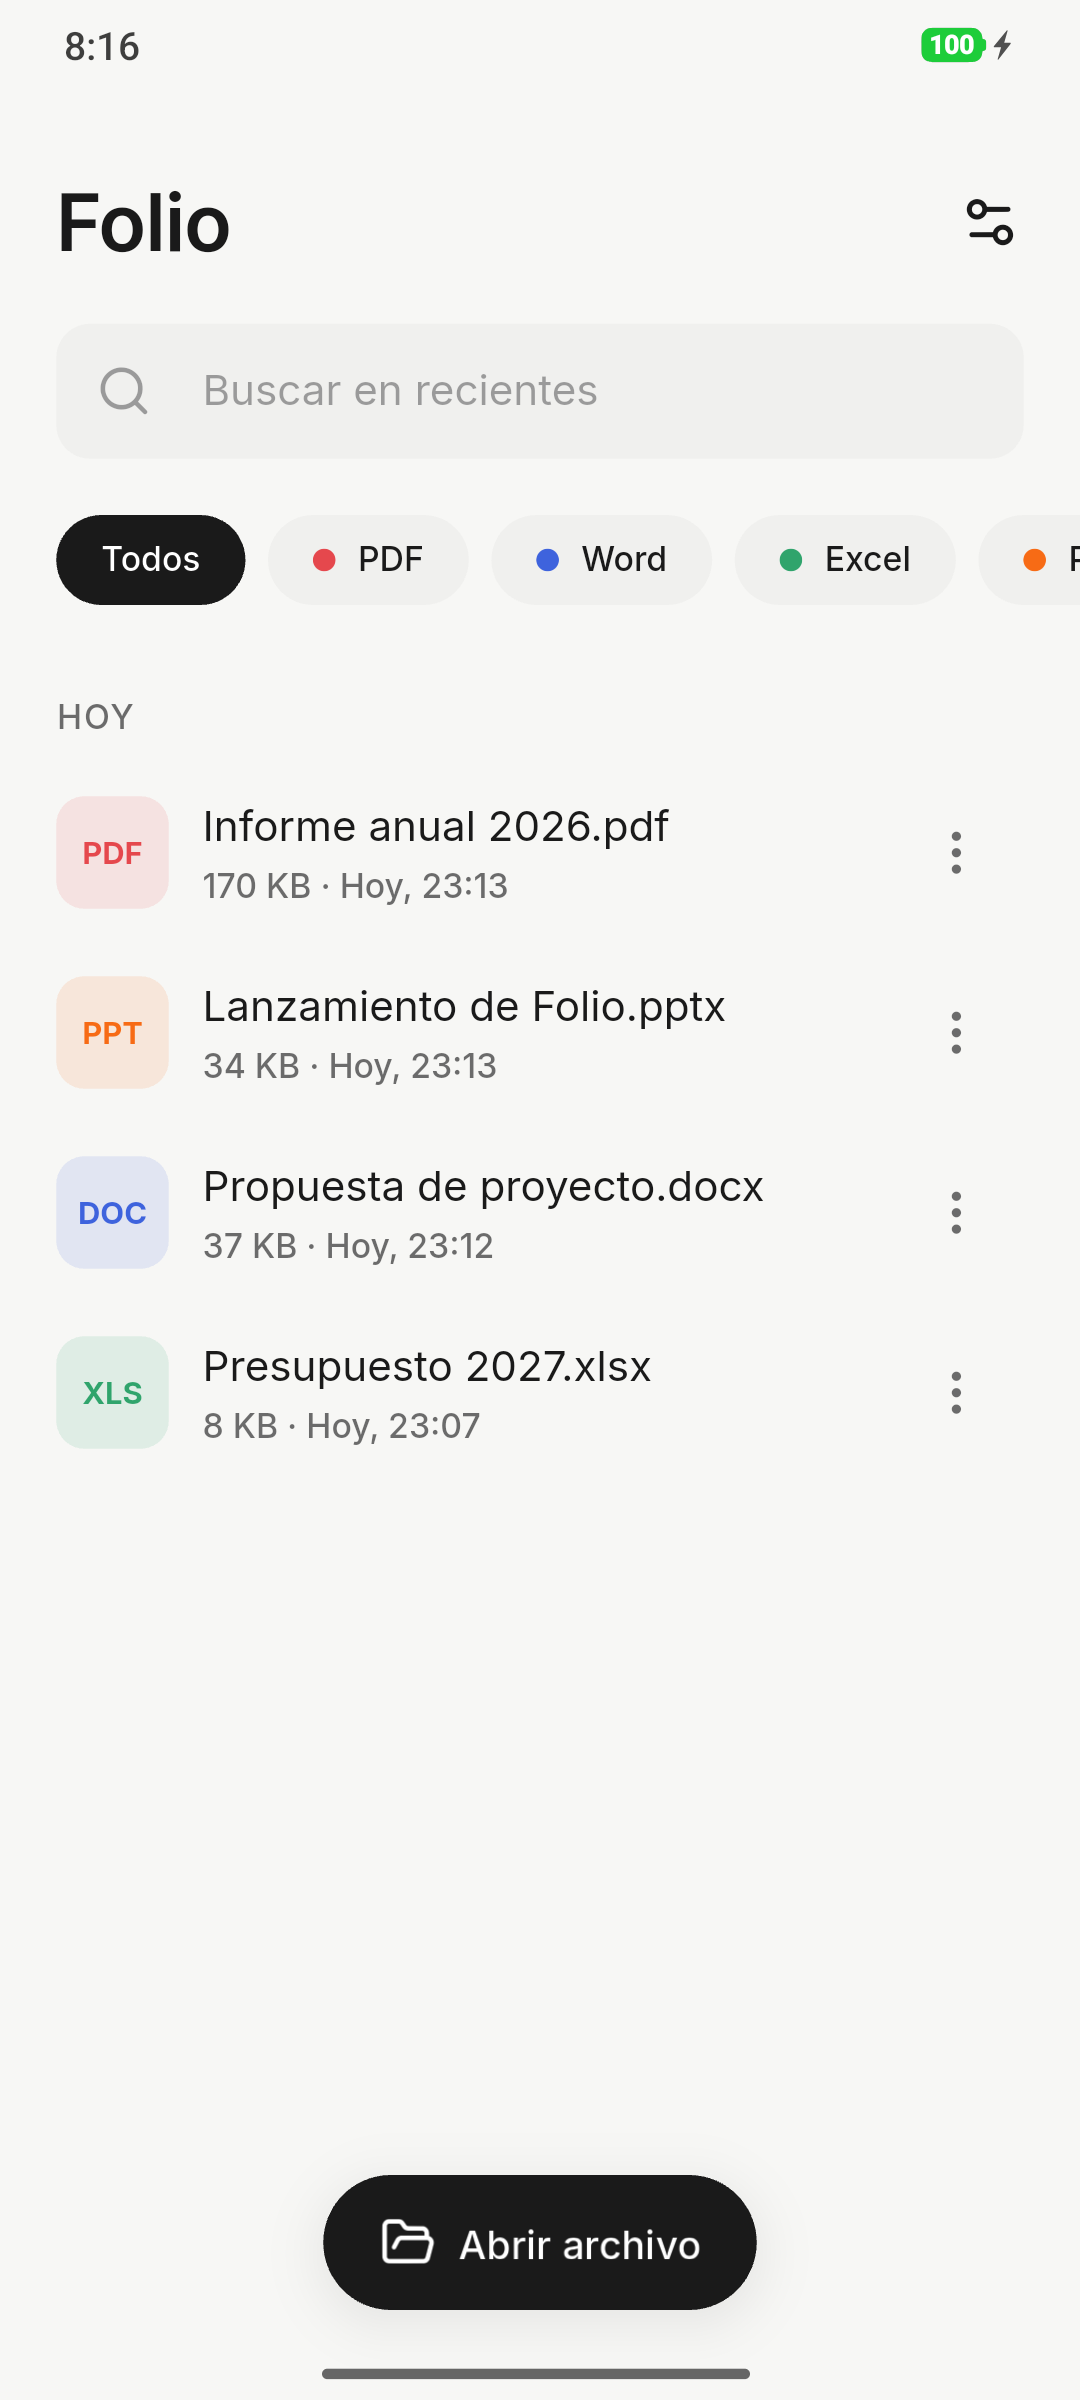 8:16
100
Folio
Buscar en recientes
Todos
PDF
Word
Excel
HOY
PDF
Informe anual 2026.pdf
170 KB · Hoy, 23:13
PPT
Lanzamiento de Folio.pptx
34 KB · Hoy, 23:13
DOC
Propuesta de proyecto.docx
37 KB · Hoy, 23:12
XLS
Presupuesto 2027.xlsx
8 KB · Hoy, 23:07
Abrir archivo